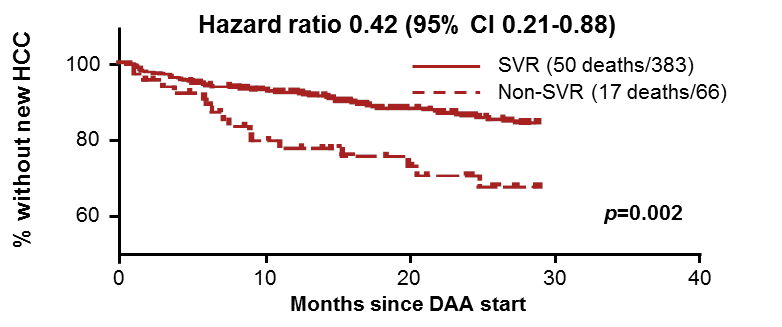 Hazard ratio 0.42 (95% CI 0.21-0.88)
% without new HCC
100
80
60
SVR (50 deaths/383)
Non-SVR (17 deaths/66)
p=0.002
0
10
20
30
40
Months since DAA start